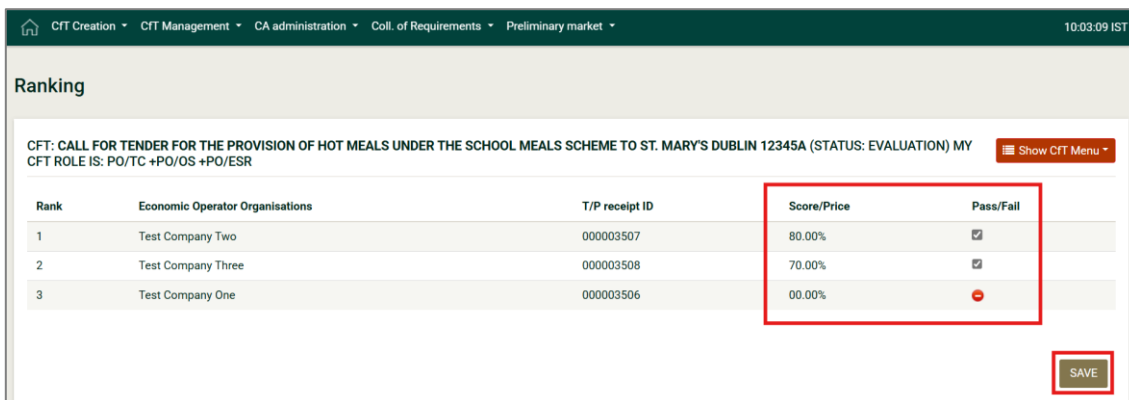 CfT Creation CfT Management CA administration Coll. of Requirements Preliminary market 10:03:09 IST
Ranking
CFT: CALL FOR TENDER FOR THE PROVISION OF HOT MEALS UNDER THE SCHOOL MEALS SCHEME TO ST. MARY'S DUBLIN 12345A (STATUS: EVALUATION) MY
CFT ROLE IS: PO/TC +PO/OS +PO/ESR
Show CfT Menu
Rank Economic Operator Organisations T/P receipt ID Score/Price Pass/Fail
1 Test Company Two 000003507 80.00%
2 Test Company Three 000003508 70.00%
3 Test Company One 000003506 00.00%
SAVE